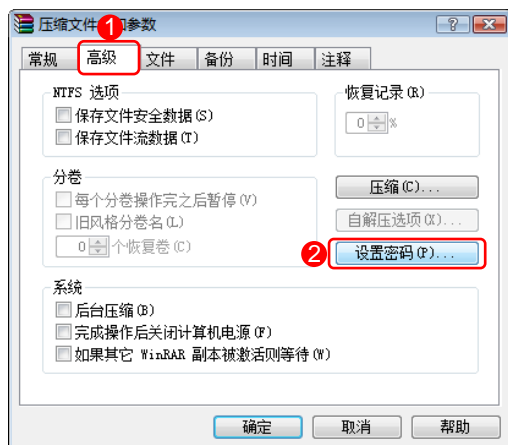 压缩文件 和参数
1
常规 高级 文件 备份 时间 注释
NTFS 选项
保存文件安全数据(S)
保存文件流数据(T)
恢复记录(R)
0 %
分卷
每个分卷操作完之后暂停(V)
旧风格分卷名(L)
0 个恢复卷(C)
压缩(C)...
自解压选项(X)...
2 设置密码(P)...
系统
后台压缩(B)
完成操作后关闭计算机电源(F)
如果其它 WinRAR 副本被激活则等待(W)
确定 取消 帮助